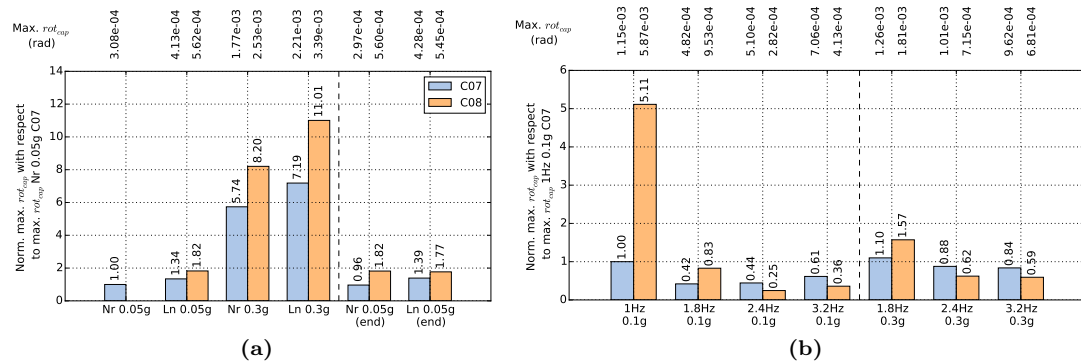 Max. rot_cap
(rad)
3.08e-04
4.13e-04
5.62e-04
1.77e-03
2.53e-03
2.21e-03
3.39e-03
2.97e-04
5.60e-04
4.28e-04
5.45e-04
Norm. max. rot_cap with respect
to max. rot_cap Nr 0.05g C07
14
12
10
8
6
4
2
0
C07
C08
1.00
1.34
1.82
5.74
8.20
7.19
11.01
0.96
1.82
1.39
1.77
Nr 0.05g
Ln 0.05g
Nr 0.3g
Ln 0.3g
Nr 0.05g
(end)
Ln 0.05g
(end)
(a)
Max. rot_cap
(rad)
1.15e-03
5.87e-03
4.82e-04
9.53e-04
5.10e-04
2.82e-04
7.06e-04
4.13e-04
1.26e-03
1.81e-03
1.01e-03
7.15e-04
9.62e-04
6.81e-04
Norm. max. rot_cap with respect
to max. rot_cap 1Hz 0.1g C07
6
5
4
3
2
1
0
1.00
5.11
0.42
0.83
0.44
0.25
0.61
0.36
1.10
1.57
0.88
0.62
0.84
0.59
1Hz
0.1g
1.8Hz
0.1g
2.4Hz
0.1g
3.2Hz
0.1g
1.8Hz
0.3g
2.4Hz
0.3g
3.2Hz
0.3g
(b)